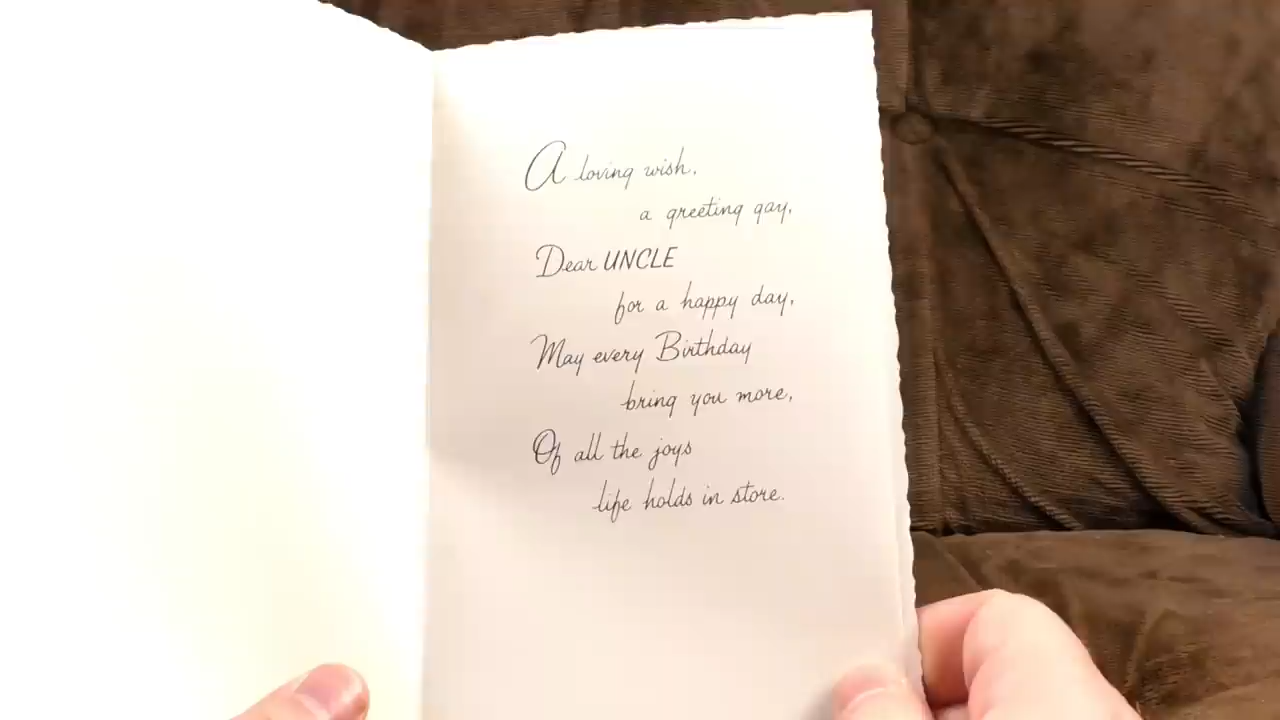 A loving wish,
a greeting gay,
Dear UNCLE
for a happy day,
May every Birthday
bring you more,
Of all the joys
life holds in store.